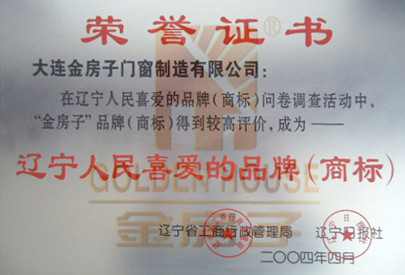 荣誉证书
大连金房子门窗制造有限公司：
在辽宁人民喜爱的品牌（商标）问卷调查活动中、
“金房子”品牌（商标）得到较高评价，成为——
辽宁人民喜爱的品牌（商标）
GOLDEN HOUSE
金房子
辽宁省工商行政管理局 辽宁日报社
二〇〇四年四月